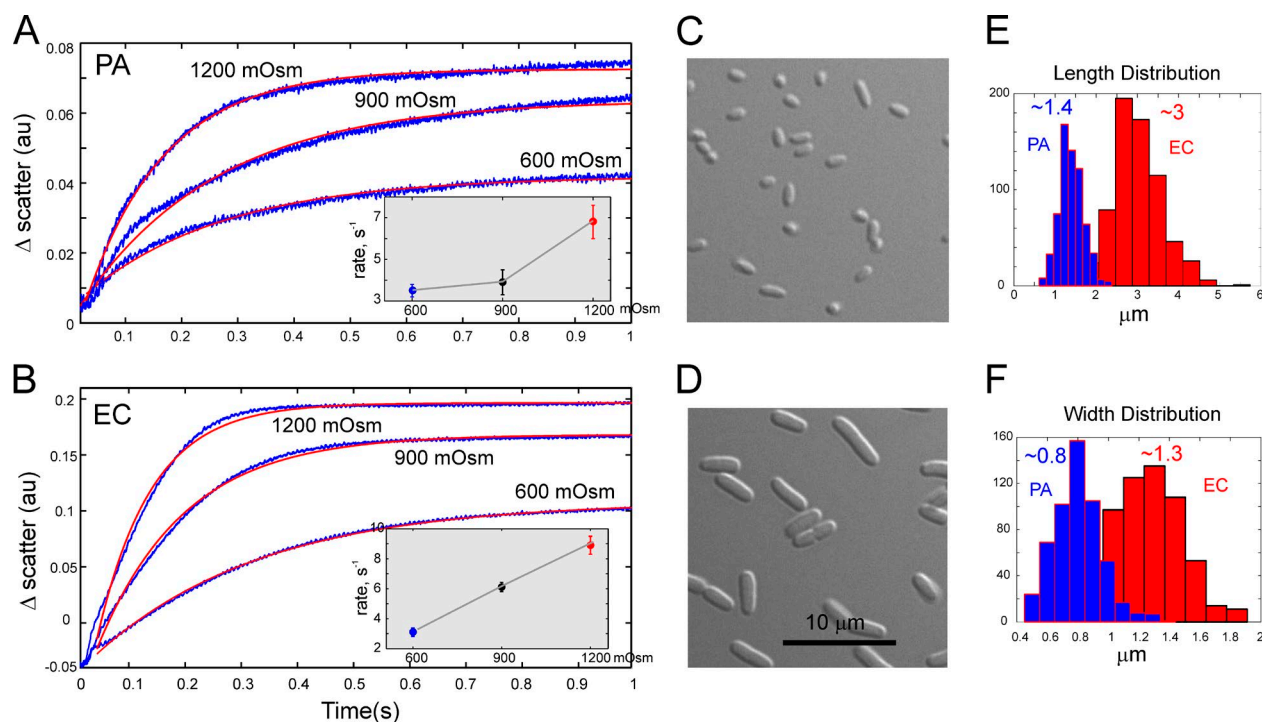 A
PA
1200 mOsm
900 mOsm
600 mOsm
Δ scatter (au)
0.08
0.06
0.04
0.02
0
0.1 0.2 0.3 0.4 0.5 0.6 0.7 0.8 0.9 1
rate, s⁻¹
7
5
3
600 900 1200 mOsm
B
EC
1200 mOsm
900 mOsm
600 mOsm
Δ scatter (au)
0.2
0.15
0.1
0.05
0
-0.05
0 0.1 0.2 0.3 0.4 0.5 0.6 0.7 0.8 0.9 1
Time(s)
rate, s⁻¹
10
8
6
4
2
600 900 1200 mOsm
C
D
10 μm
E
Length Distribution
200
100
0
~1.4
PA
~3
EC
0 1 2 3 4 5 6
μm
F
Width Distribution
160
120
80
40
0
~0.8
PA
~1.3
EC
0.4 0.6 0.8 1 1.2 1.4 1.6 1.8 2
μm